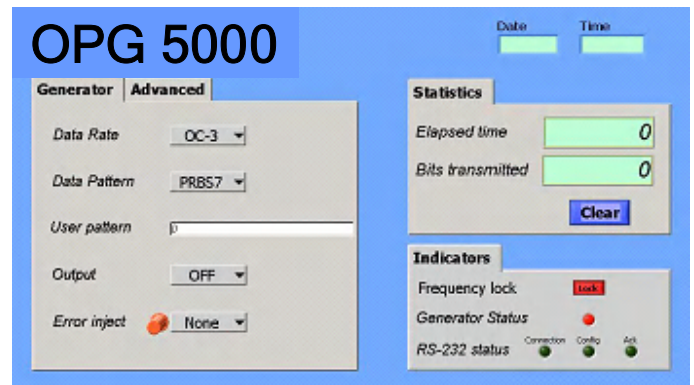 OPG 5000
Date Time
Generator Advanced
Data Rate OC-3
Data Pattern PRBS7
User pattern 0
Output OFF
Error inject None
Statistics
Elapsed time 0
Bits transmitted 0
Clear
Indicators
Frequency lock Lock
Generator Status
RS-232 status Connection Config Ack